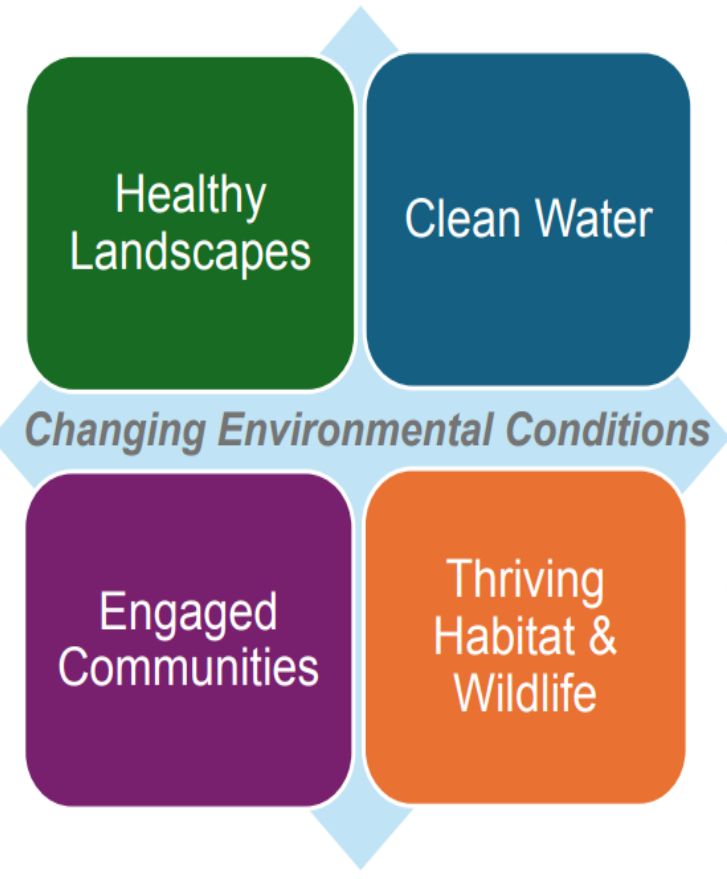 Healthy
Landscapes
Clean Water
Changing Environmental Conditions
Engaged
Communities
Thriving
Habitat &
Wildlife